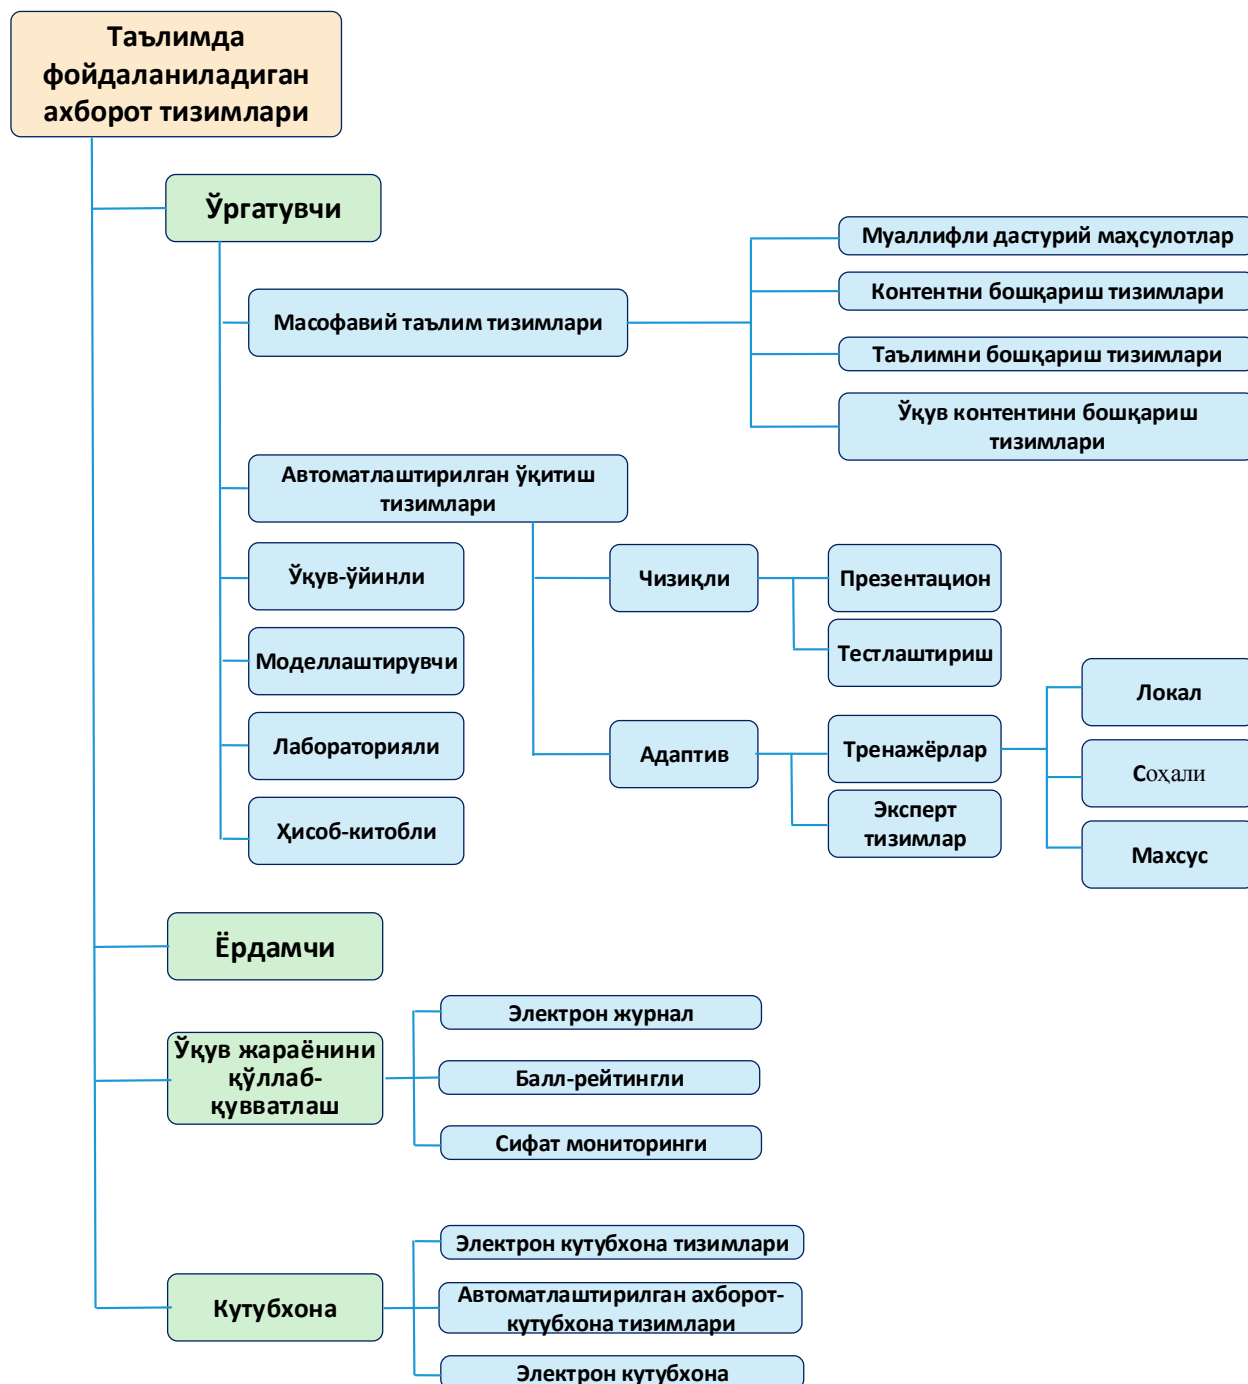 Таълимда
фойдаланиладиган
ахборот тизимлари
Ўргатувчи
Масофавий таълим тизимлари
Муаллифли дастурий маҳсулотлар
Контентни бошқариш тизимлари
Таълимни бошқариш тизимлари
Ўқув контентини бошқариш
тизимлари
Автоматлаштирилган ўқитиш
тизимлари
Чизиқли
Презентацион
Тестлаштириш
Адаптив
Тренажёрлар
Эксперт
тизимлар
Локал
Соҳали
Махсус
Ўқув-ўйинли
Моделлаштирувчи
Лабораторияли
Ҳисоб-китобли
Ёрдамчи
Ўқув жараёнини
қўллаб-
қувватлаш
Электрон журнал
Балл-рейтингли
Сифат мониторинги
Кутубхона
Электрон кутубхона тизимлари
Автоматлаштирилган ахборот-
кутубхона тизимлари
Электрон кутубхона